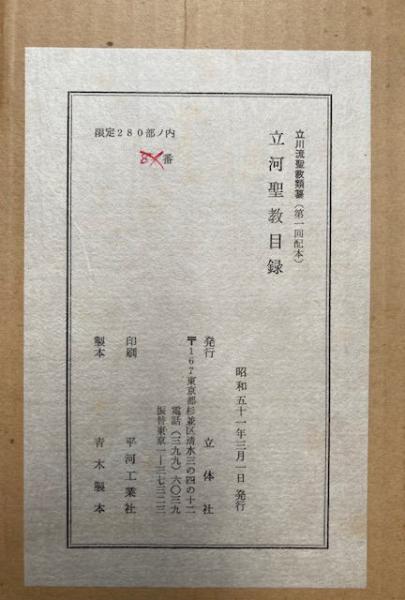 立川流聖教類纂(第一回配本)
立河聖教目録
限定280部ノ内
番
昭和五十一年三月一日発行
発行 立体社
〒167東京都杉並区清水三の四の十二
電話(三九九)六〇三九
振替東京一―三七三二三
印刷 平河工業社
製本 青木製本